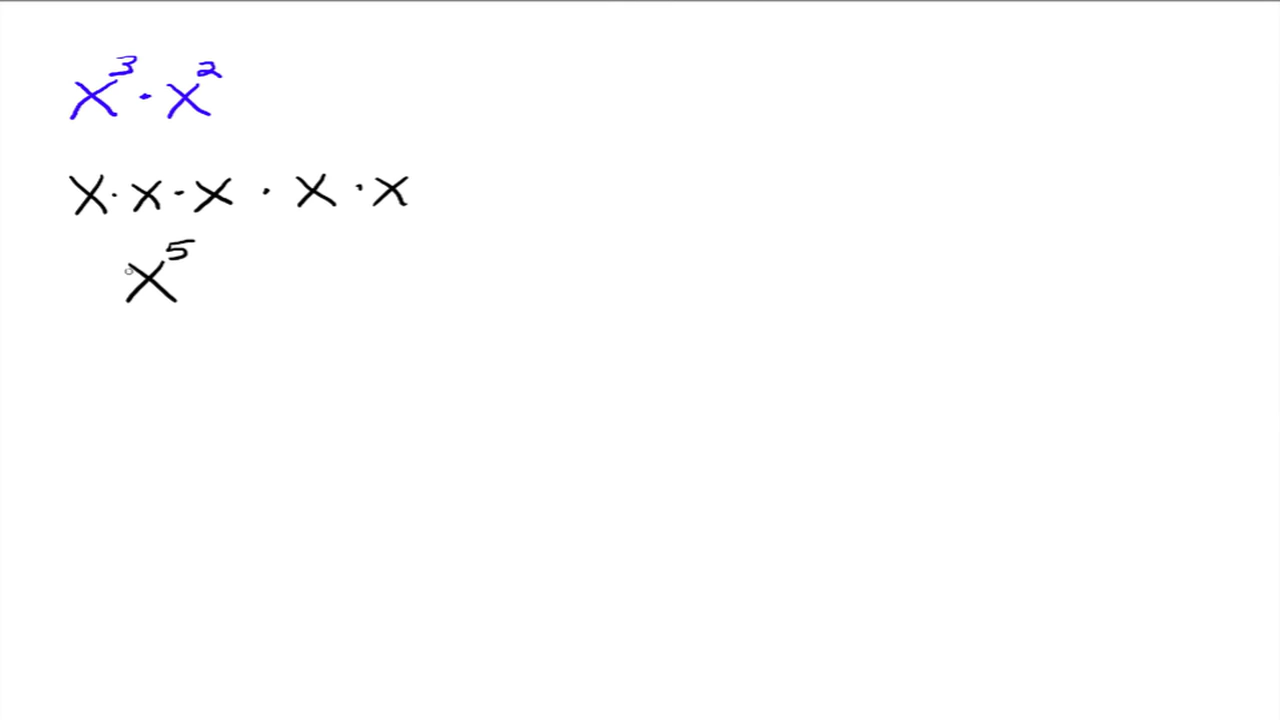 x³ · x²
x · x · x · x · x
x⁵